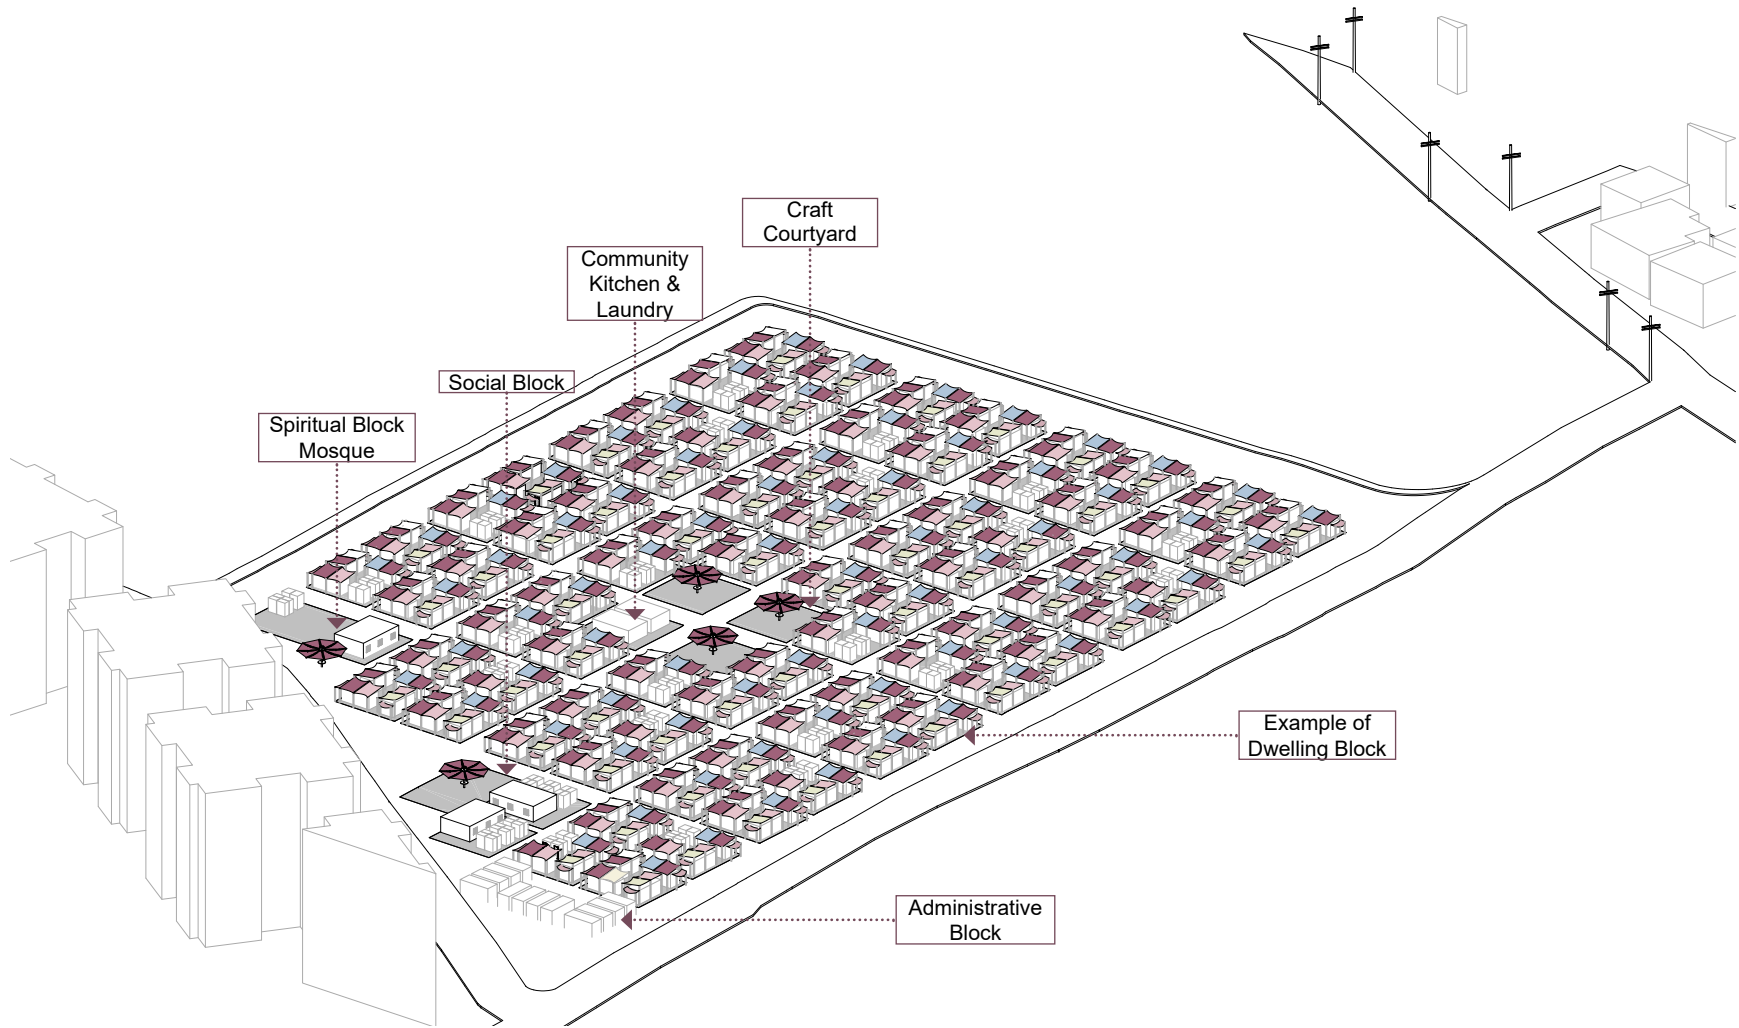 Craft
Courtyard
Community
Kitchen &
Laundry
Social Block
Spiritual Block
Mosque
Example of
Dwelling Block
Administrative
Block